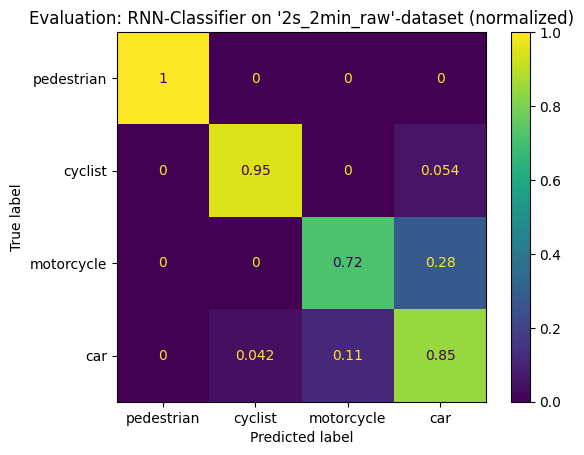 Evaluation: RNN-Classifier on '2s_2min_raw'-dataset (normalized)
pedestrian 1 0 0 0
cyclist 0 0.95 0 0.054
motorcycle 0 0 0.72 0.28
car 0 0.042 0.11 0.85
pedestrian cyclist motorcycle car
Predicted label
True label
1.0
0.8
0.6
0.4
0.2
0.0